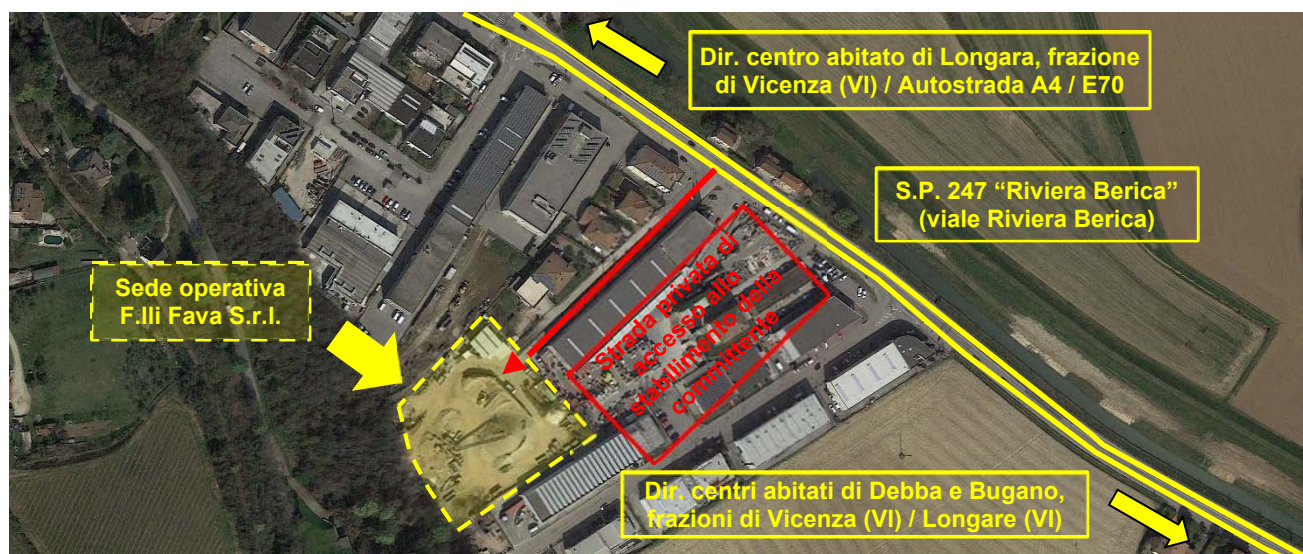 Dir. centro abitato di Longara, frazione
di Vicenza (VI) / Autostrada A4 / E70
S.P. 247 “Riviera Berica”
(viale Riviera Berica)
Sede operativa
F.lli Fava S.r.l.
Strada privata di
accesso allo
stabilimento della
committente
Dir. centri abitati di Debba e Bugano,
frazioni di Vicenza (VI) / Longare (VI)